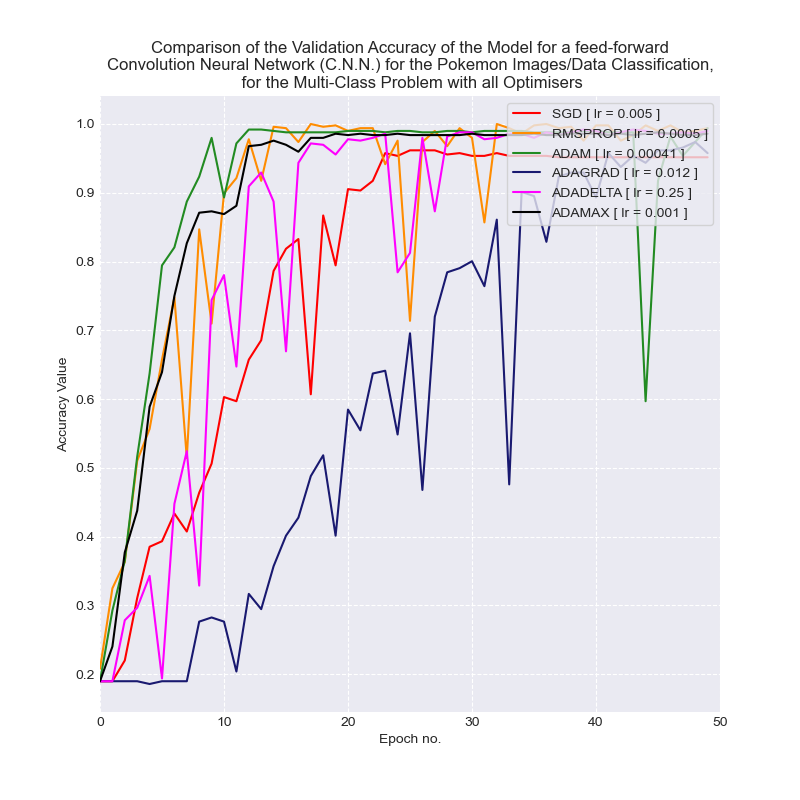 Comparison of the Validation Accuracy of the Model for a feed-forward
Convolution Neural Network (C.N.N.) for the Pokemon Images/Data Classification,
for the Multi-Class Problem with all Optimisers
SGD [ lr = 0.005 ]
RMSPROP [ lr = 0.0005 ]
ADAM [ lr = 0.00041 ]
ADAGRAD [ lr = 0.012 ]
ADADELTA [ lr = 0.25 ]
ADAMAX [ lr = 0.001 ]
1.0
0.9
0.8
0.7
0.6
0.5
0.4
0.3
0.2
Accuracy Value
0 10 20 30 40 50
Epoch no.